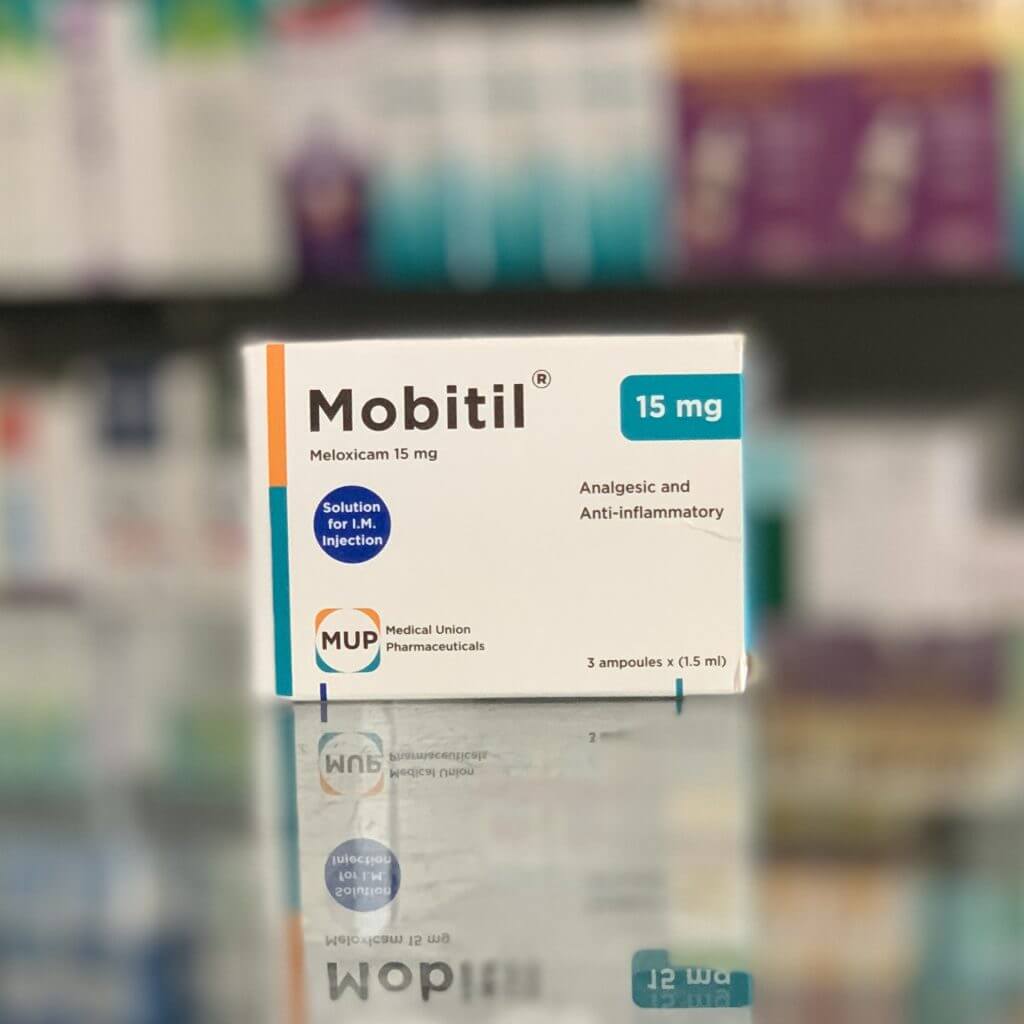 Mobitil®
15 mg
Meloxicam 15 mg
Solution
for I.M.
Injection
Analgesic and
Anti-inflammatory
MUP
Medical Union
Pharmaceuticals
3 ampoules x (1.5 ml)